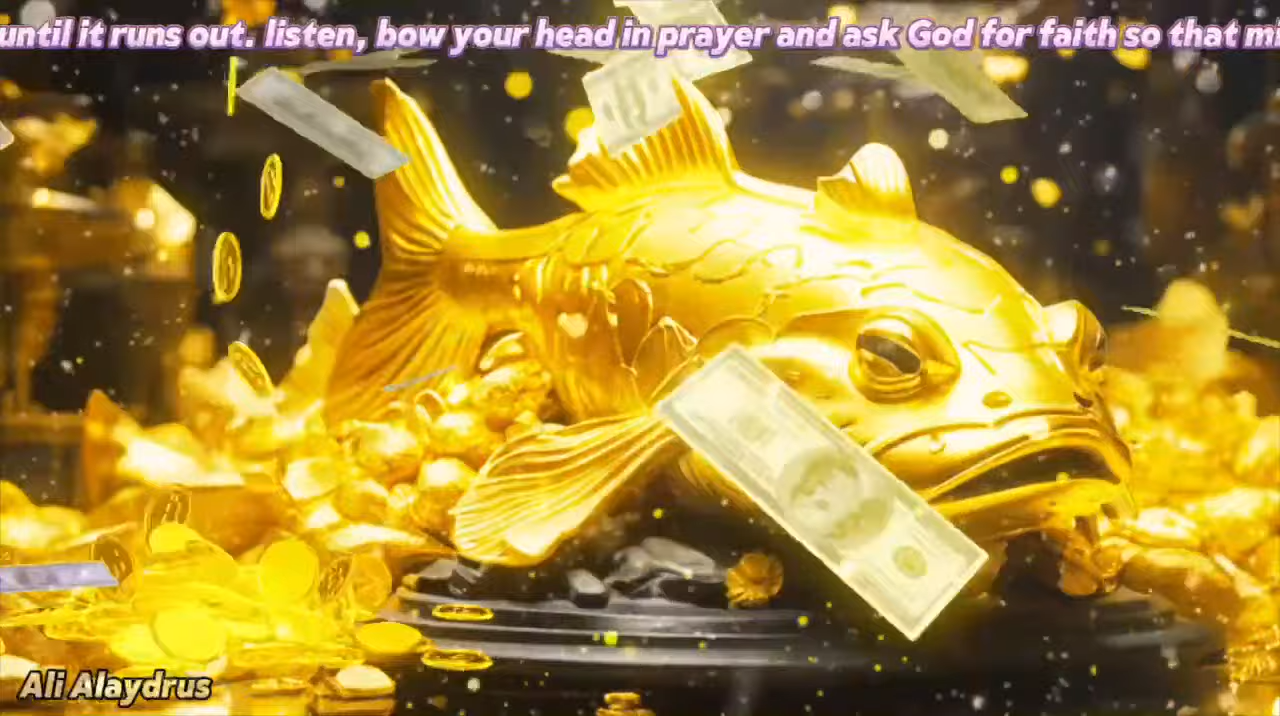 until it runs out. listen, bow your head in prayer and ask God for faith so that
Ali Alaydrus